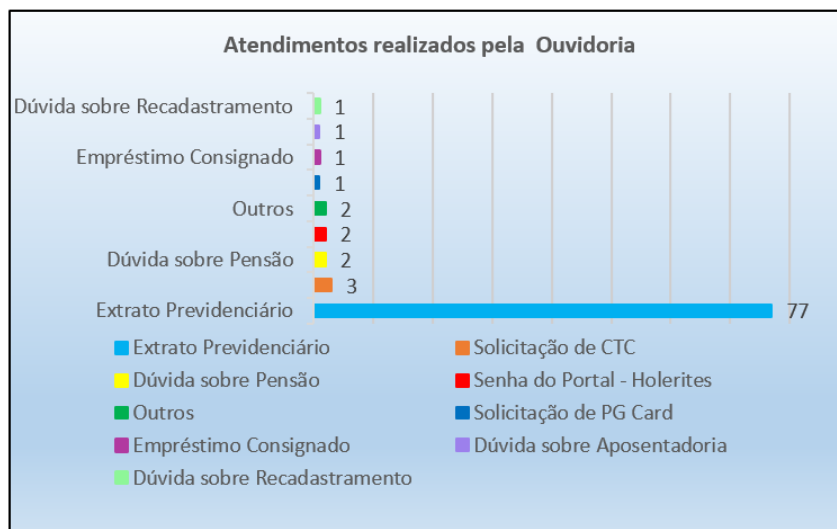 Atendimentos realizados pela Ouvidoria
Dúvida sobre Recadastramento 1
1
Empréstimo Consignado 1
1
Outros 2
2
Dúvida sobre Pensão 2
3
Extrato Previdenciário 77
Extrato Previdenciário Solicitação de CTC
Dúvida sobre Pensão Senha do Portal - Holerites
Outros Solicitação de PG Card
Empréstimo Consignado Dúvida sobre Aposentadoria
Dúvida sobre Recadastramento